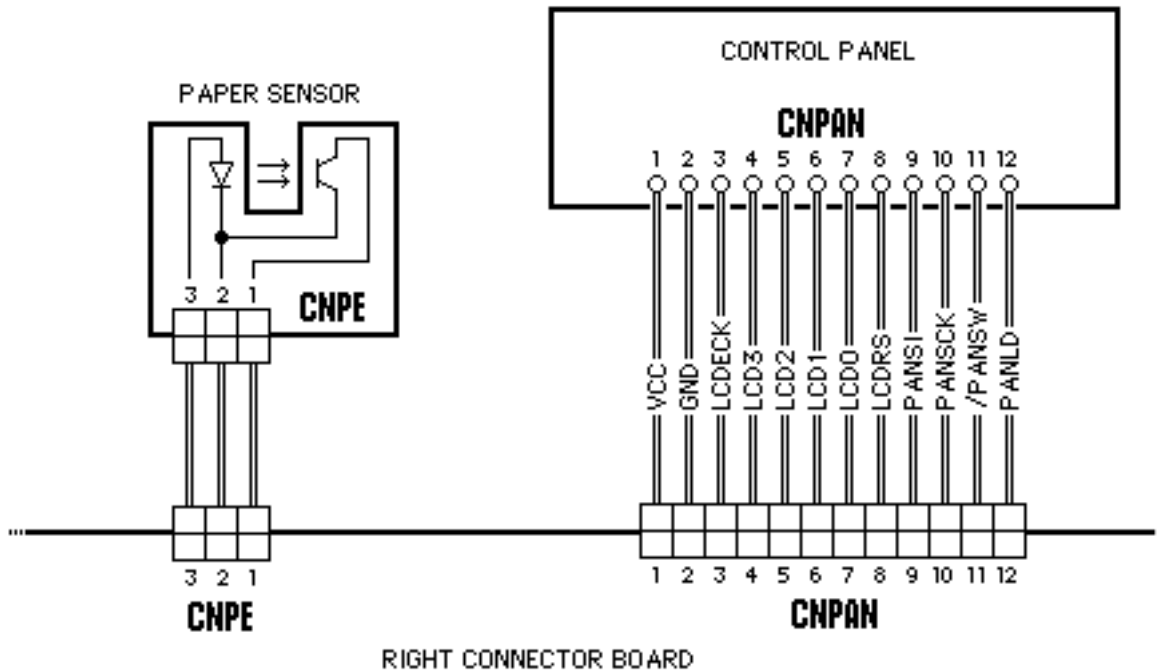 CONTROL PANEL
PAPER SENSOR
CNPAN
1 2 3 4 5 6 7 8 9 10 11 12
3 2 1
CNPE
VCC
GND
LCDECK
LCD3
LCD2
LCD1
LCD0
LCDRS
PANSI
PANSCK
/PANSW
PANLD
3 2 1
CNPE
1 2 3 4 5 6 7 8 9 10 11 12
CNPAN
RIGHT CONNECTOR BOARD